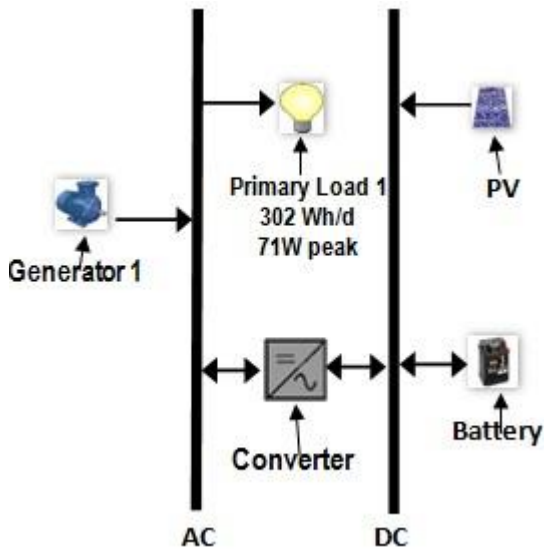 Primary Load 1
302 Wh/d
71W peak
PV
Generator 1
Converter
Battery
AC
DC